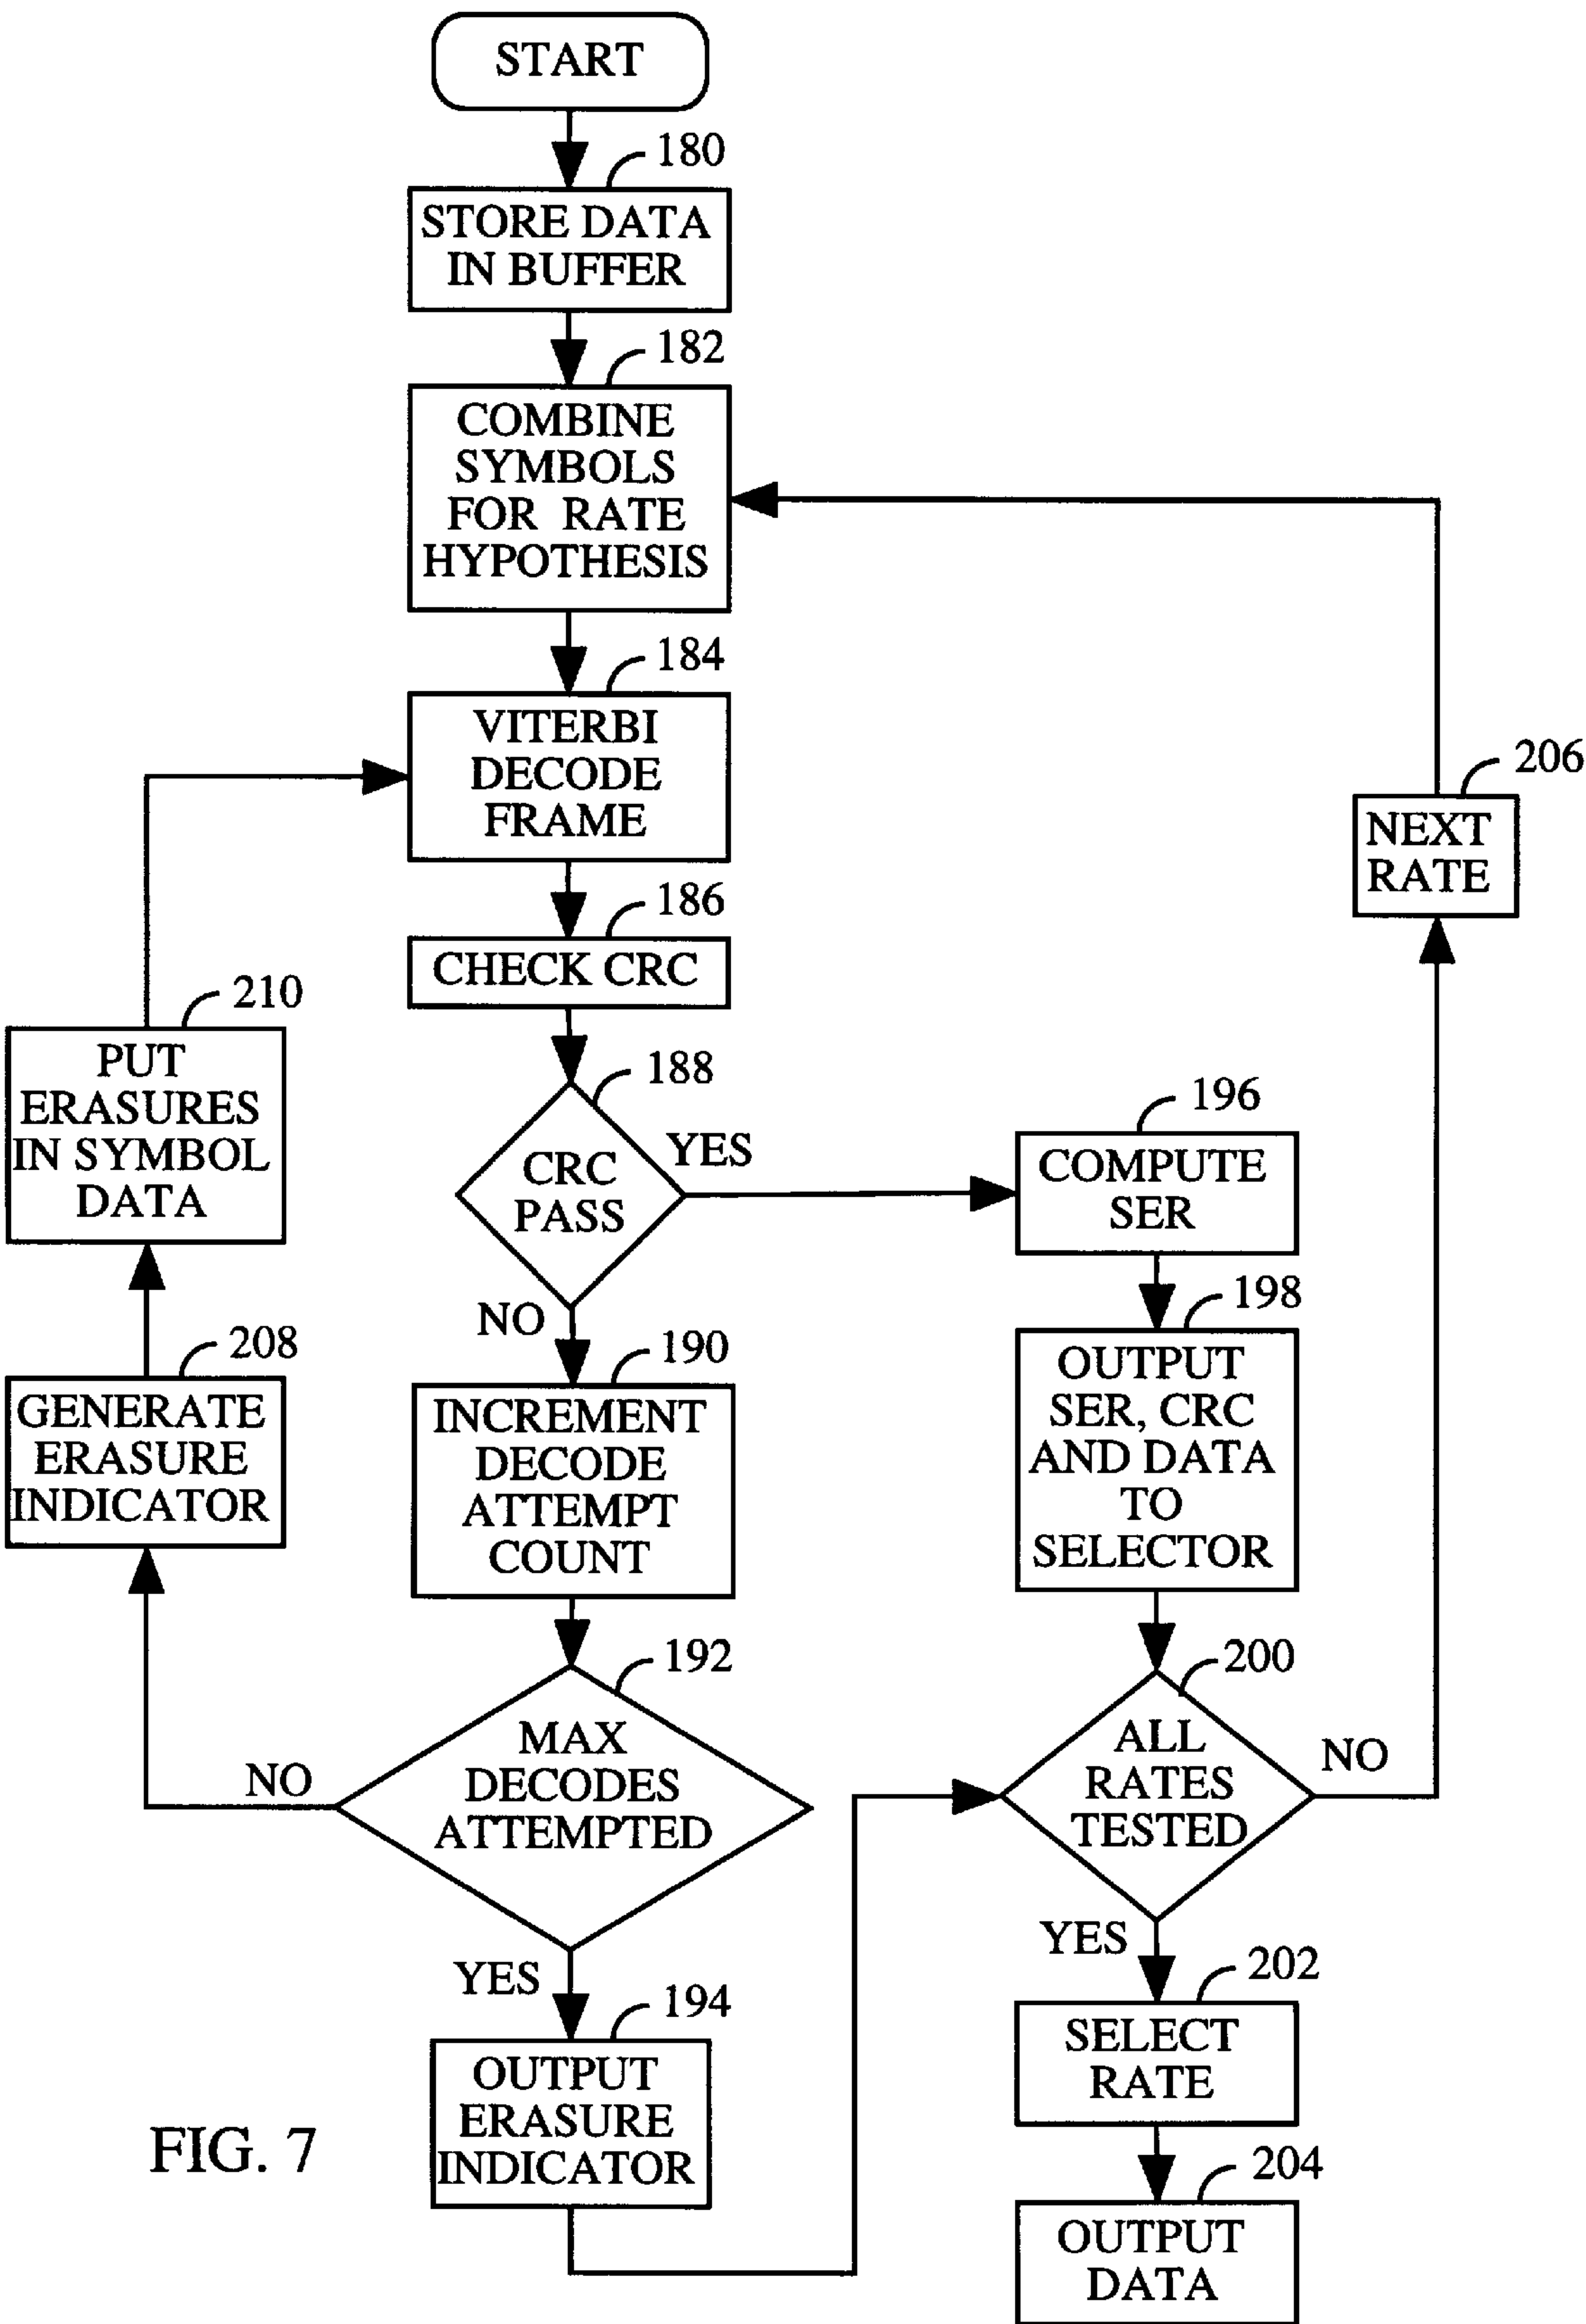 START
180
STORE DATA
IN BUFFER
182
COMBINE
SYMBOLS
FOR RATE
HYPOTHESIS
184
VITERBI
DECODE
FRAME
206
NEXT
RATE
186
CHECK CRC
210
PUT
ERASURES
IN SYMBOL
DATA
188
CRC
PASS
YES
NO
196
COMPUTE
SER
198
OUTPUT
SER, CRC
AND DATA
TO
SELECTOR
208
GENERATE
ERASURE
INDICATOR
190
INCREMENT
DECODE
ATTEMPT
COUNT
192
MAX
DECODES
ATTEMPTED
NO
YES
200
ALL
RATES
TESTED
NO
YES
194
OUTPUT
ERASURE
INDICATOR
202
SELECT
RATE
204
OUTPUT
DATA
FIG. 7